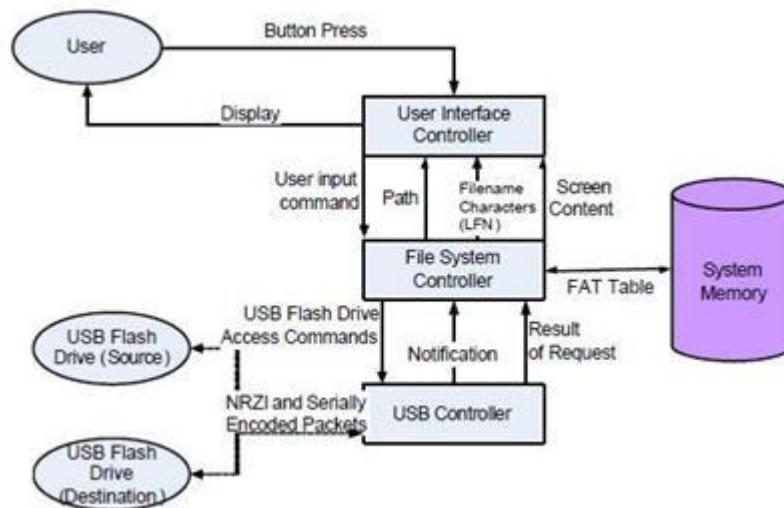 User
Button Press
Display
User Interface
Controller
User input
command
Path
Filename
Characters
(LFN)
Screen
Content
File System
Controller
FAT Table
System
Memory
USB Flash Drive
Access Commands
Notification
Result
of Request
USB Flash
Drive (Source)
NRZI and Serially
Encoded Packets
USB Controller
USB Flash
Drive
(Destination)